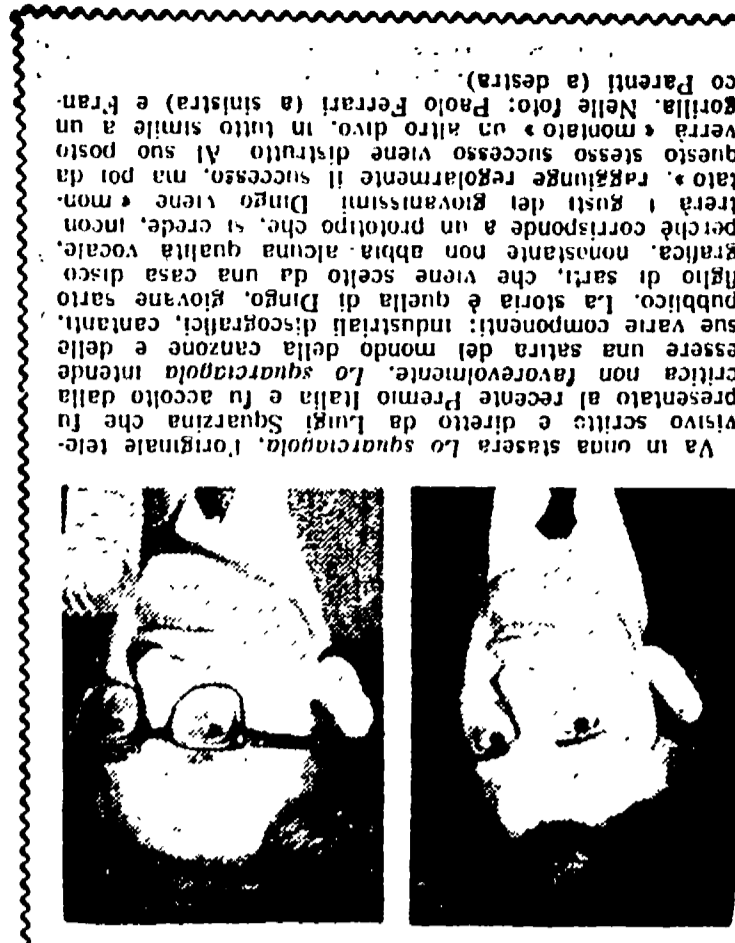 Va in onda stasera Lo squarciagola, l'originale tele-
visivo scritto e diretto da Luigi Squarzina che fu
presentato al recente Premio Italia e fu accolto dalla
critica non favorevolmente. Lo squarciagola intende
essere una satira del mondo della canzone e delle
sue varie componenti: industriali discografici, cantanti,
pubblico. La storia è quella di Dingo, giovane sarto
figlio di sarti, che viene scelto da una casa disco
grafica, nonostante non abbia alcuna qualità vocale,
perchè corrisponde a un prototipo che, si crede, incon
trerà i gusti dei giovanissimi Dingo viene « mon-
tato ». raggiunge regolarmente il successo, ma poi da
questo stesso successo viene distrutto Al suo posto
verrà « montato » un altro divo, in tutto simile a un
gorilla. Nelle foto: Paolo Ferrari (a sinistra) e Fran-
co Parenti (a destra).